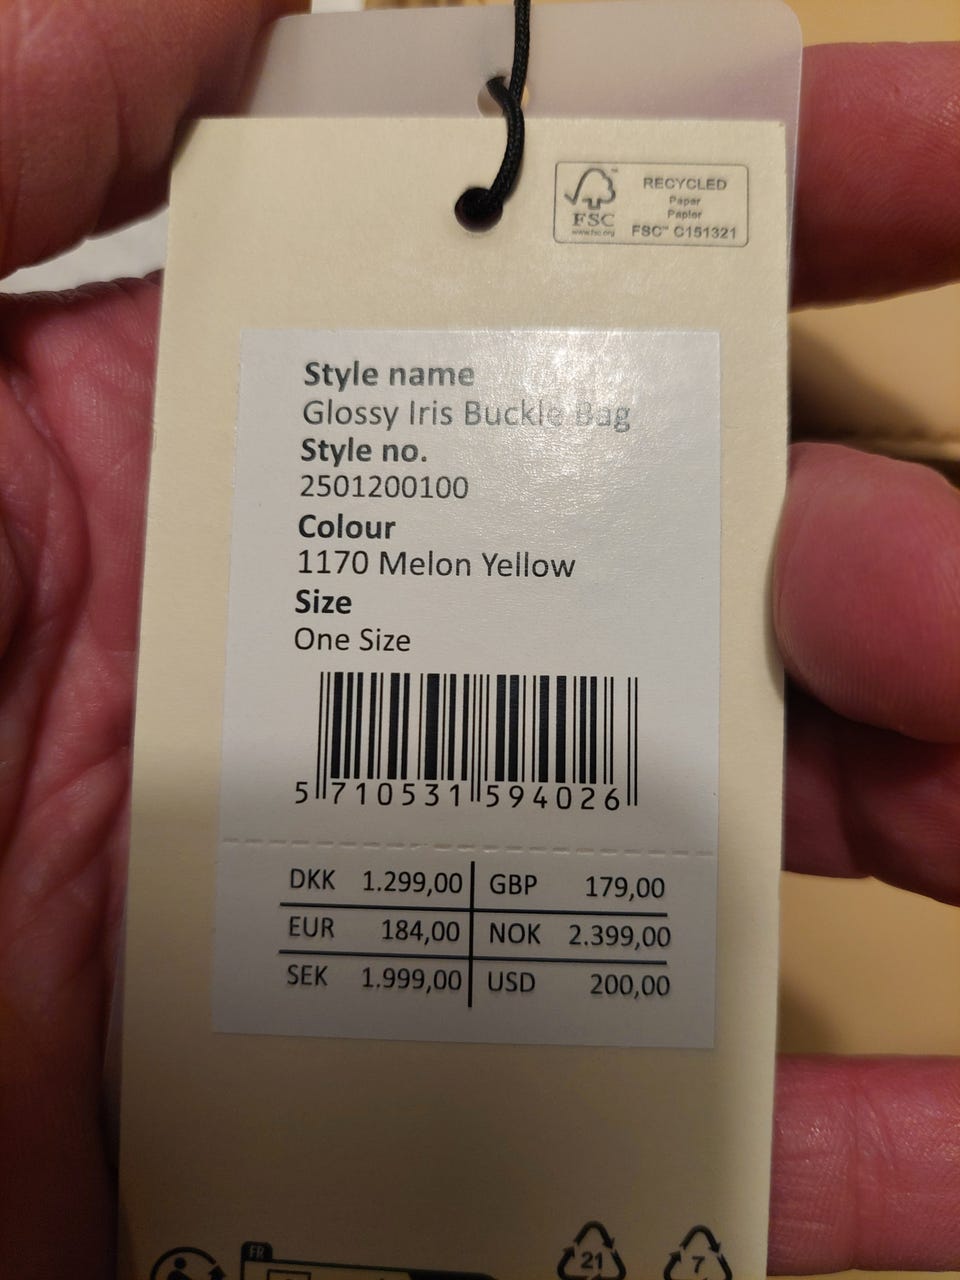 RECYCLED
Paper
Papier
FSC™ C151321
FSC
www.fsc.org
Style name
Glossy Iris Buckle Bag
Style no.
2501200100
Colour
1170 Melon Yellow
Size
One Size
5 710531 594026
DKK 1.299,00 GBP 179,00
EUR 184,00 NOK 2.399,00
SEK 1.999,00 USD 200,00
FR
21 7